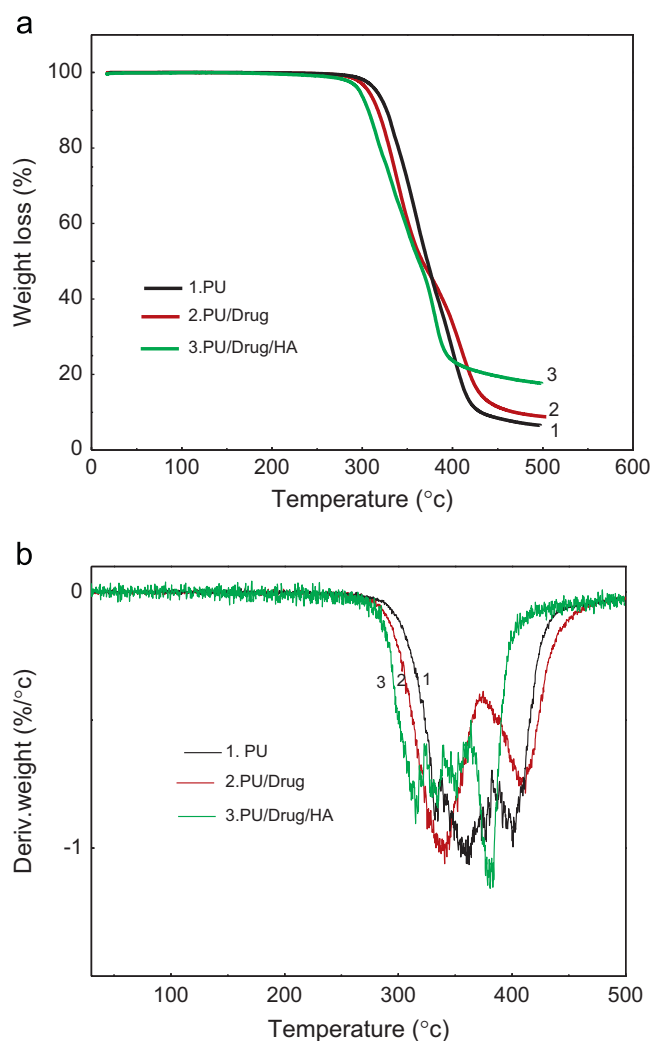 a
Weight loss (%)
100
80
60
40
20
0
1.PU
2.PU/Drug
3.PU/Drug/HA
3
2
1
0 100 200 300 400 500 600
Temperature (°c)
b
Deriv.weight (%/°c)
0
-1
3 2 1
1. PU
2.PU/Drug
3.PU/Drug/HA
100 200 300 400 500
Temperature (°c)